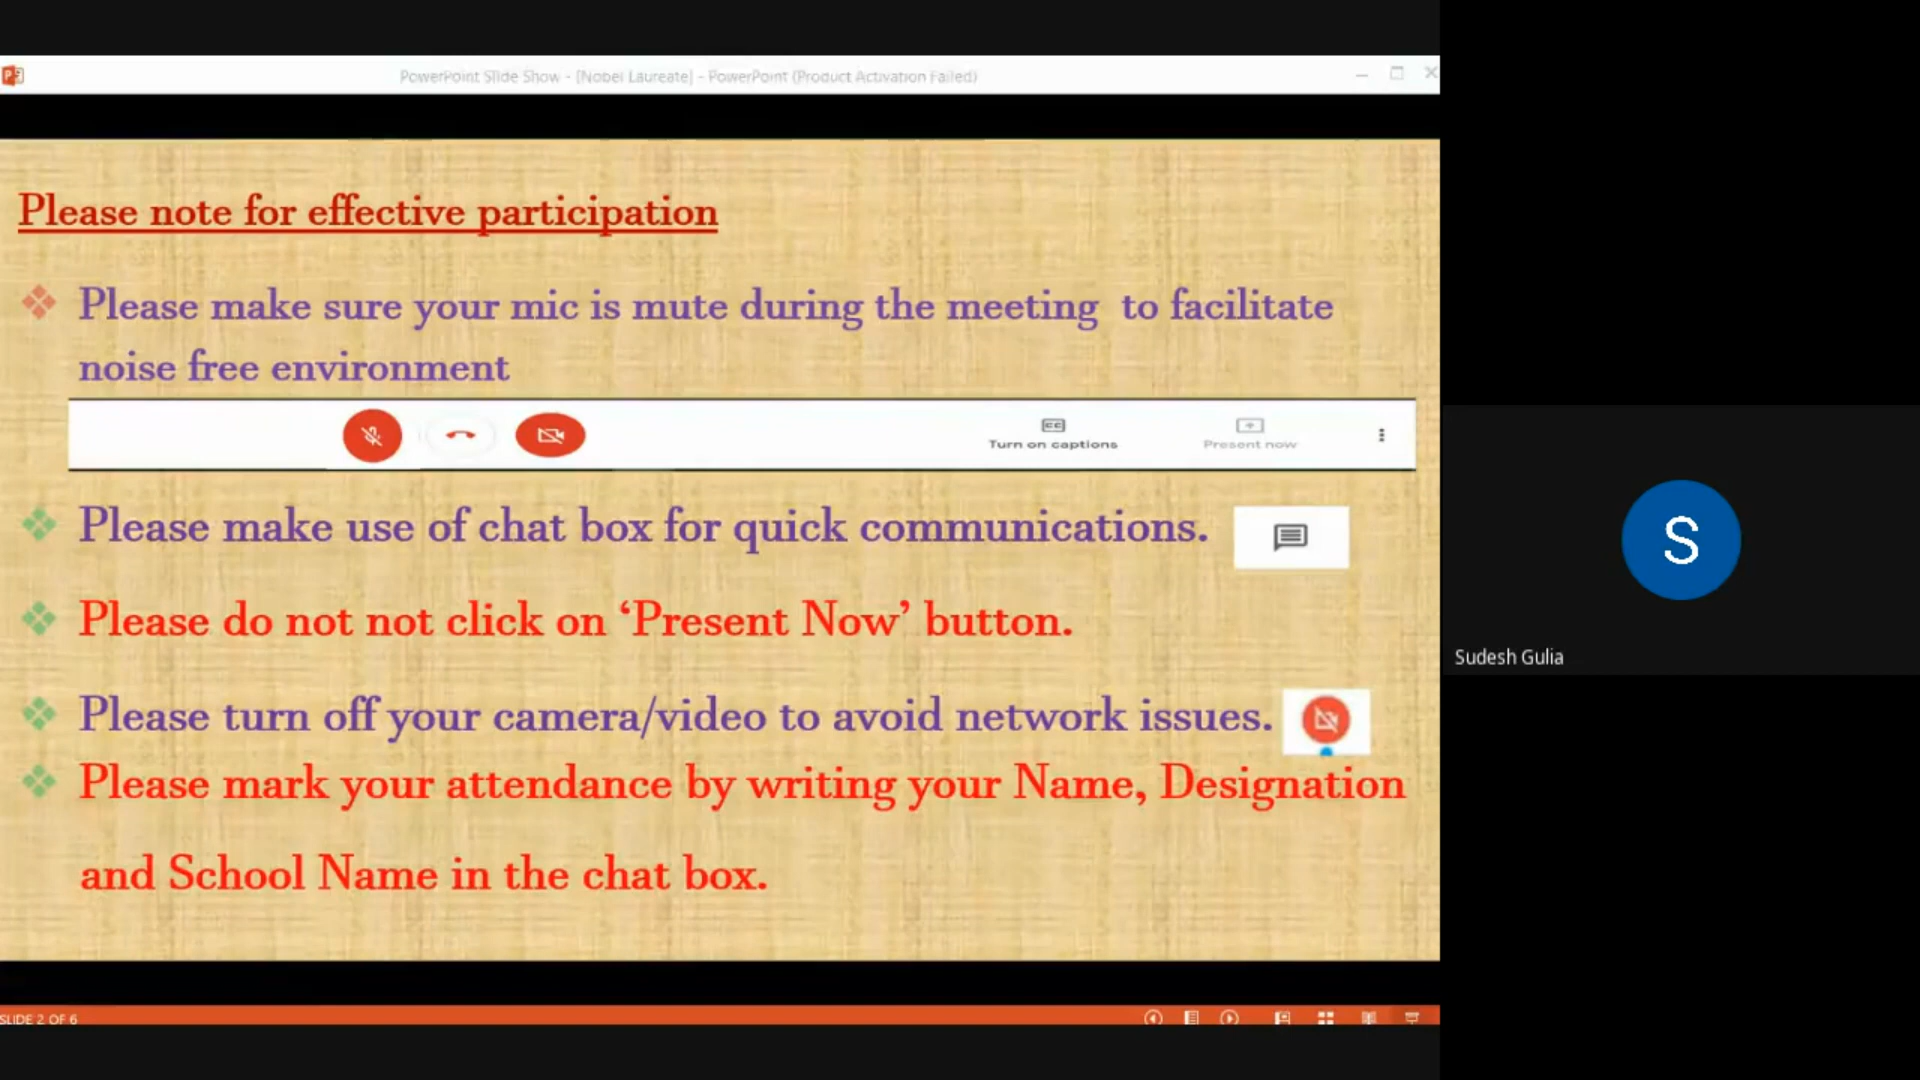 PowerPoint Slide Show - [Nobel Laureate] - PowerPoint (Product Activation Failed)
Please note for effective participation
Please make sure your mic is mute during the meeting to facilitate
noise free environment
Turn on captions
Present now
Please make use of chat box for quick communications.
Please do not not click on ‘Present Now’ button.
Please turn off your camera/video to avoid network issues.
Please mark your attendance by writing your Name, Designation
and School Name in the chat box.
S
Sudesh Gulia
SLIDE 2 OF 6